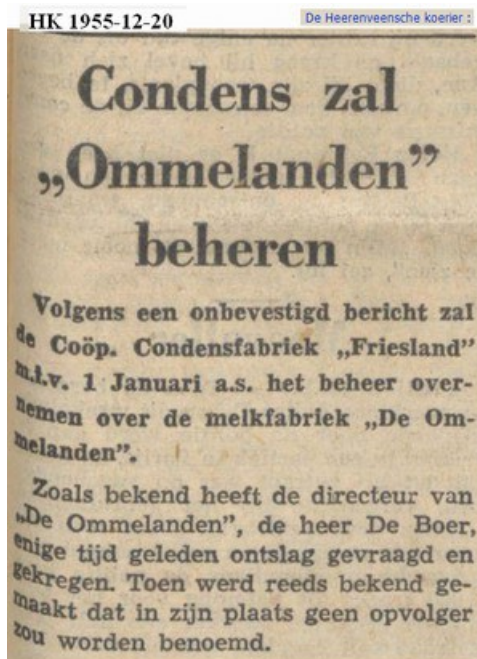 HK 1955-12-20
De Heerenveensche koerier :
Condens zal
„Ommelanden”
beheren
Volgens een onbevestigd bericht zal
de Coöp. Condensfabriek „Friesland”
m.i.v. 1 Januari a.s. het beheer over-
nemen over de melkfabriek „De Om-
melanden”.
Zoals bekend heeft de directeur van
„De Ommelanden”, de heer De Boer,
enige tijd geleden ontslag gevraagd en
gekregen. Toen werd reeds bekend ge-
maakt dat in zijn plaats geen opvolger
zou worden benoemd.